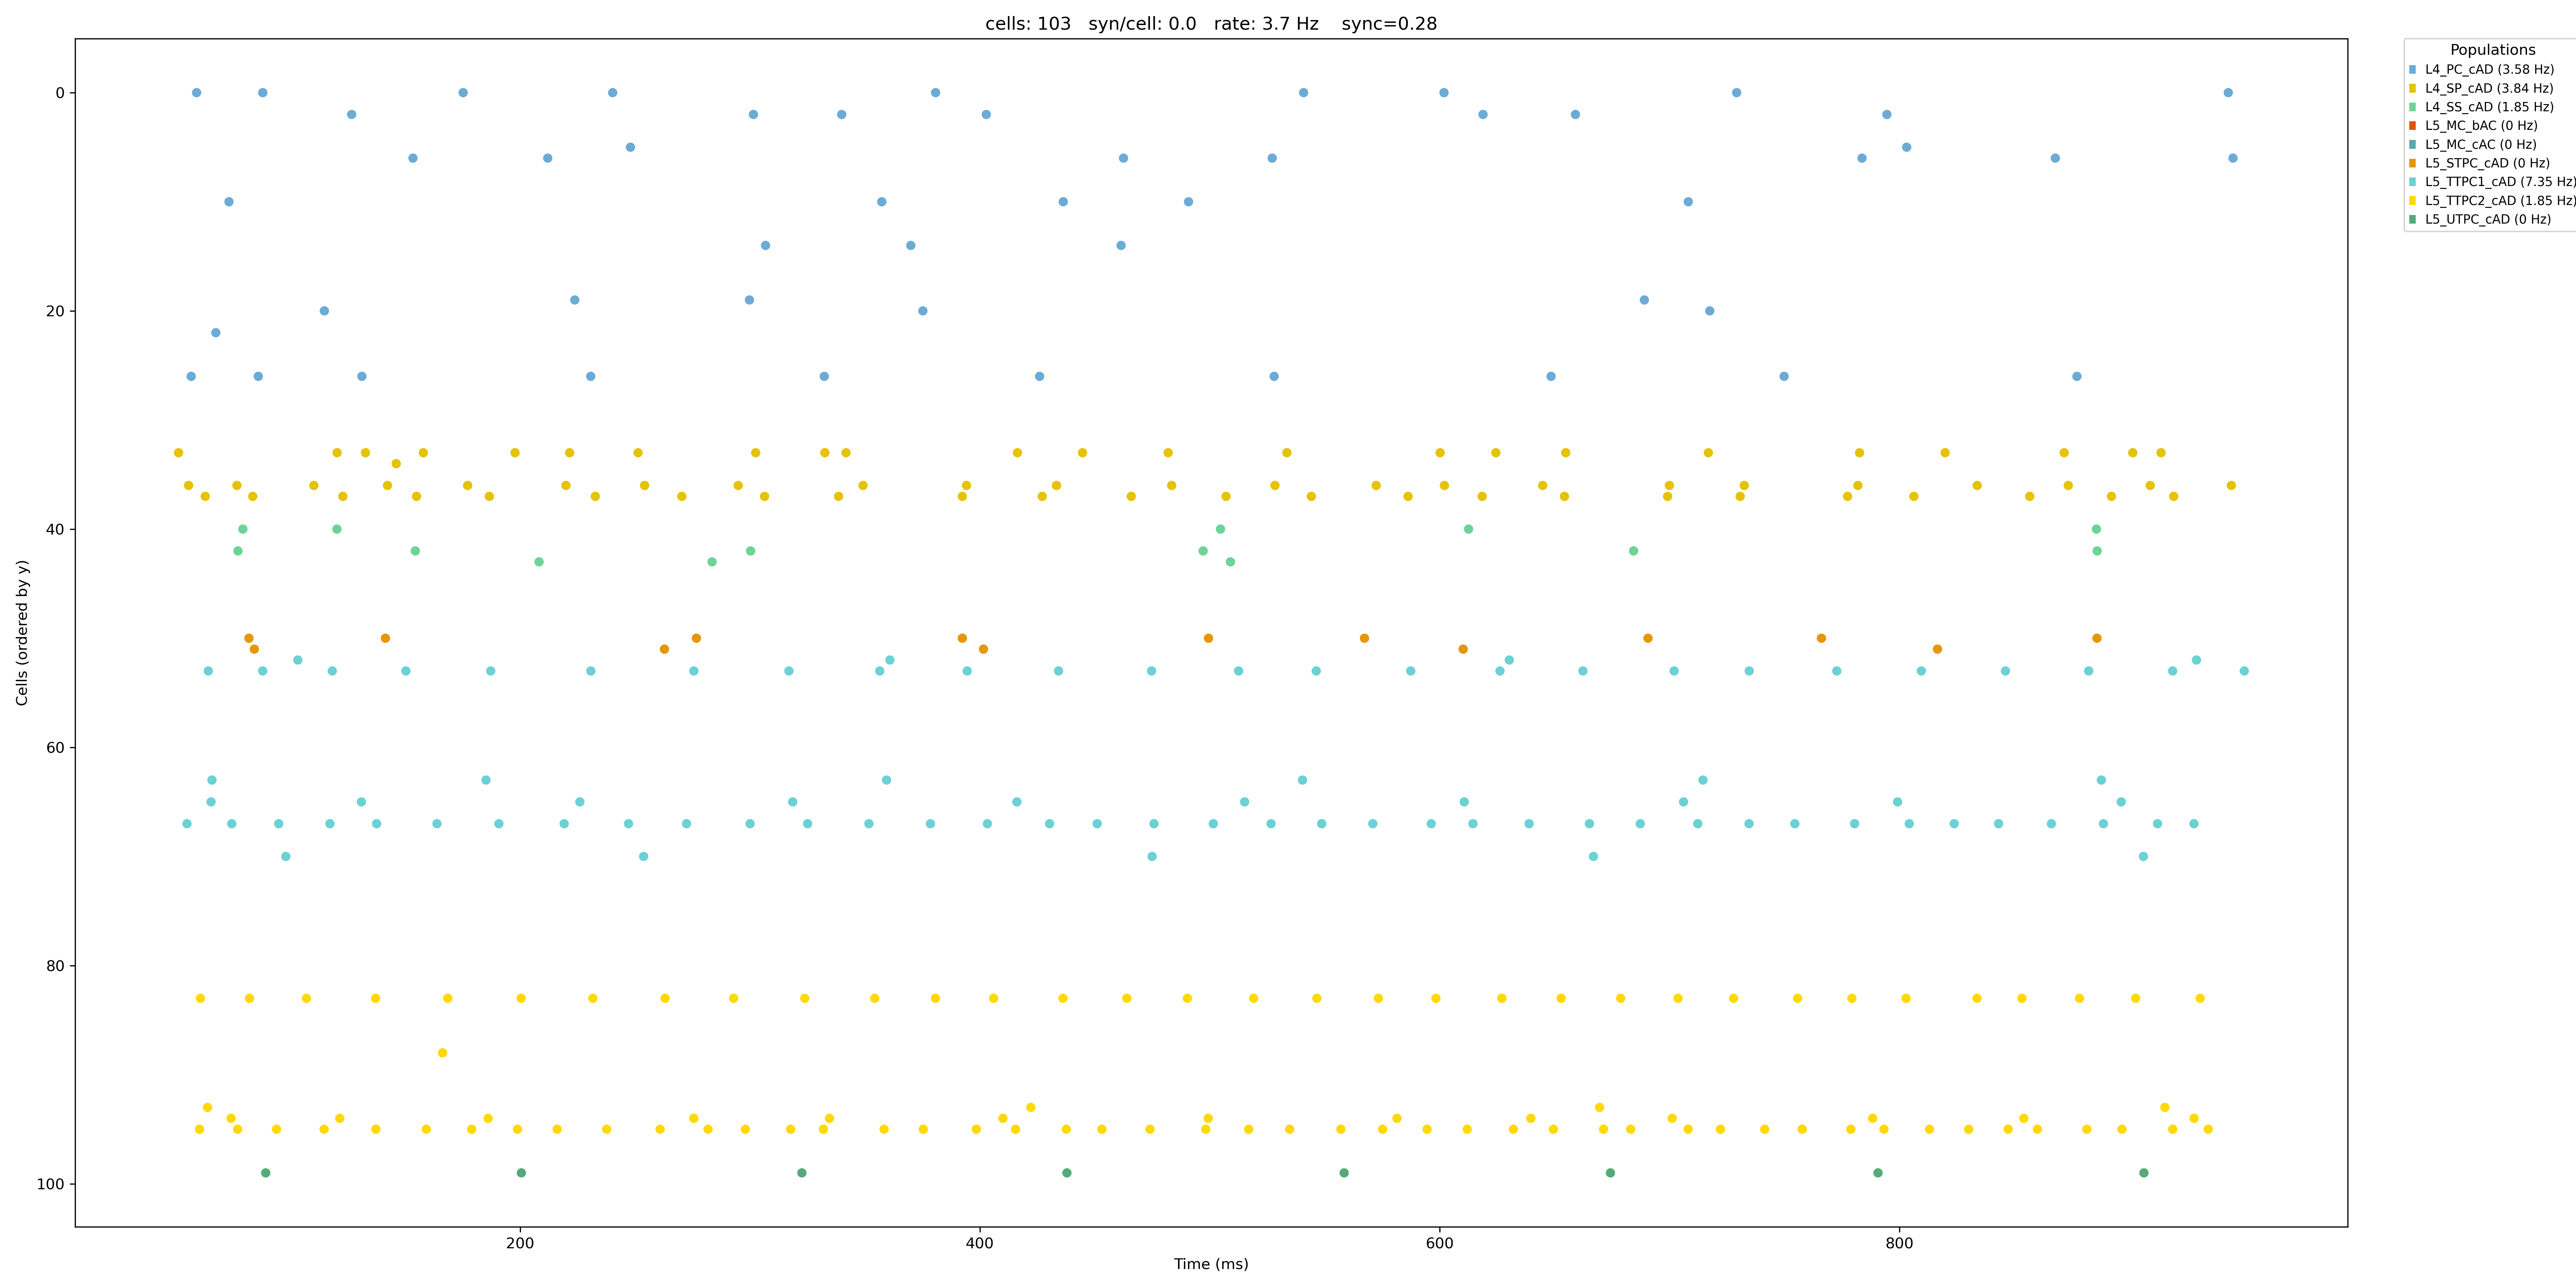 cells: 103   syn/cell: 0.0   rate: 3.7 Hz    sync=0.28
Populations
L4_PC_cAD (3.58 Hz)
L4_SP_cAD (3.84 Hz)
L4_SS_cAD (1.85 Hz)
L5_MC_bAC (0 Hz)
L5_MC_cAC (0 Hz)
L5_STPC_cAD (0 Hz)
L5_TTPC1_cAD (7.35 Hz)
L5_TTPC2_cAD (1.85 Hz)
L5_UTPC_cAD (0 Hz)
Cells (ordered by y)
0
20
40
60
80
100
200 400 600 800
Time (ms)